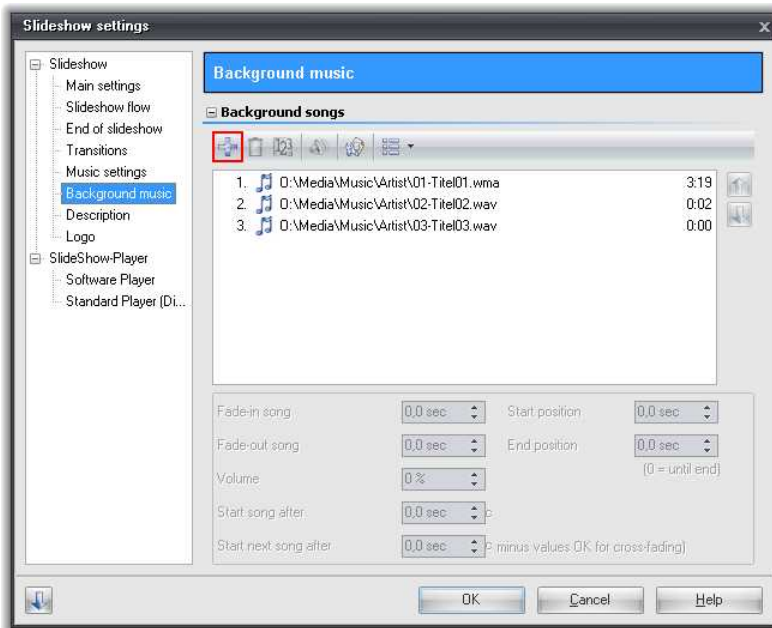 Slideshow settings
x
Slideshow
Main settings
Slideshow flow
End of slideshow
Transitions
Music settings
Background music
Description
Logo
SlideShow-Player
Software Player
Standard Player (Di...
Background music
Background songs
123
1. O:\Media\Music\Artist\01-Titel01.wma 3:19
2. O:\Media\Music\Artist\02-Titel02.wav 0:02
3. O:\Media\Music\Artist\03-Titel03.wav 0:00
Fade-in song 0,0 sec Start position 0,0 sec
Fade-out song 0,0 sec End position 0,0 sec
(0 = until end)
Volume 0 %
Start song after 0,0 sec
Start next song after 0,0 sec minus values OK for cross-fading)
OK Cancel Help